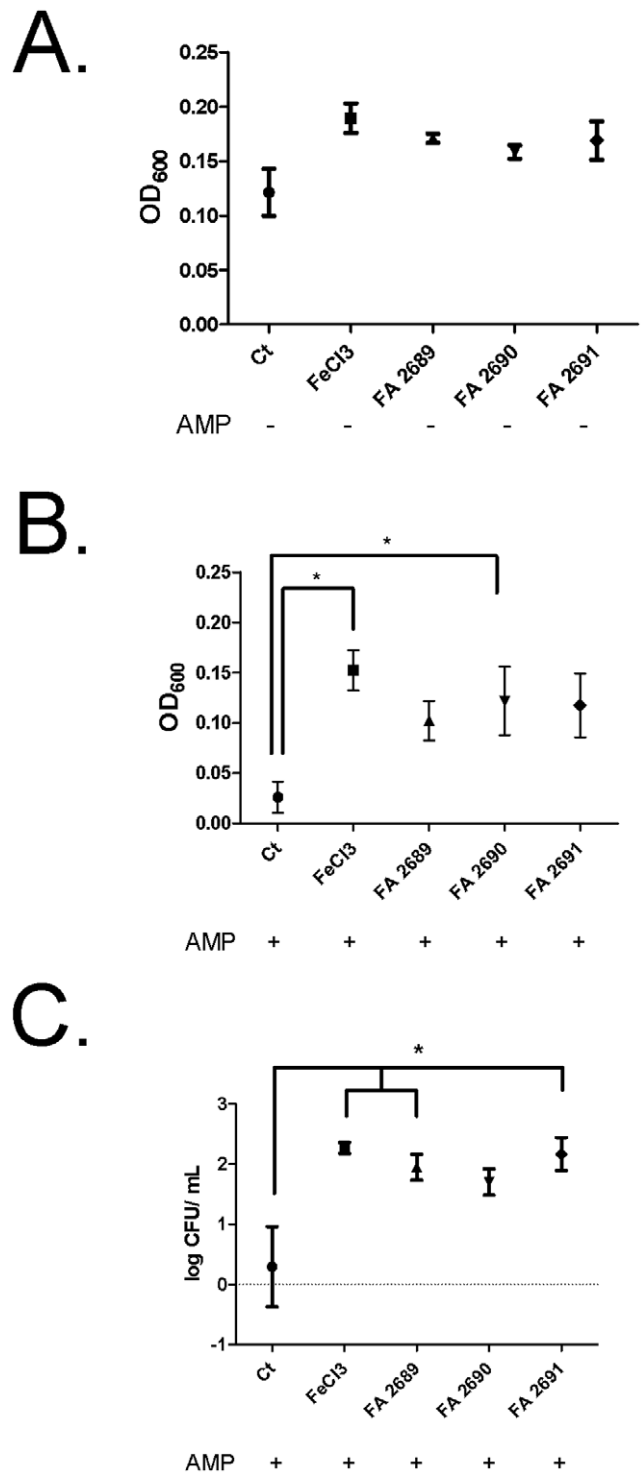 A.
0.25
0.20
0.15
0.10
0.05
0.00
OD600
Ct FeCl3 FA 2689 FA 2690 FA 2691
AMP - - - - -
B.
*
*
0.25
0.20
0.15
0.10
0.05
0.00
OD600
Ct FeCl3 FA 2689 FA 2690 FA 2691
AMP + + + + +
C.
*
3
2
1
0
-1
log CFU/ mL
Ct FeCl3 FA 2689 FA 2690 FA 2691
AMP + + + + +